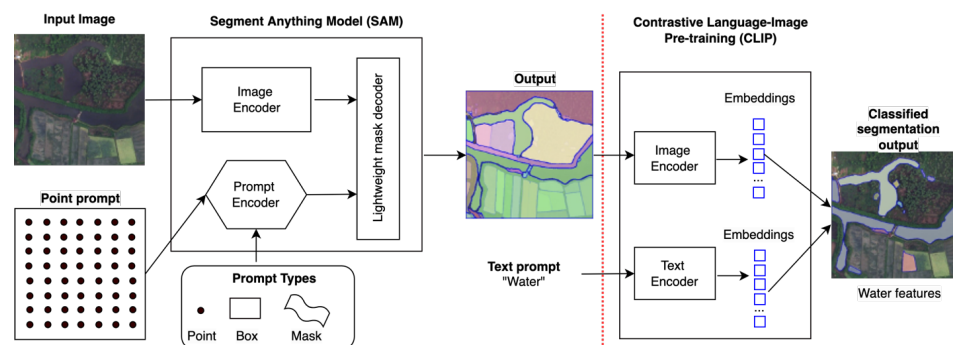 Input Image
Segment Anything Model (SAM)
Image
Encoder
Prompt
Encoder
Lightweight mask decoder
Point prompt
Prompt Types
Point
Box
Mask
Output
Text prompt
"Water"
Contrastive Language-Image
Pre-training (CLIP)
Embeddings
Image
Encoder
...
Embeddings
Text
Encoder
...
Classified
segmentation
output
Water features